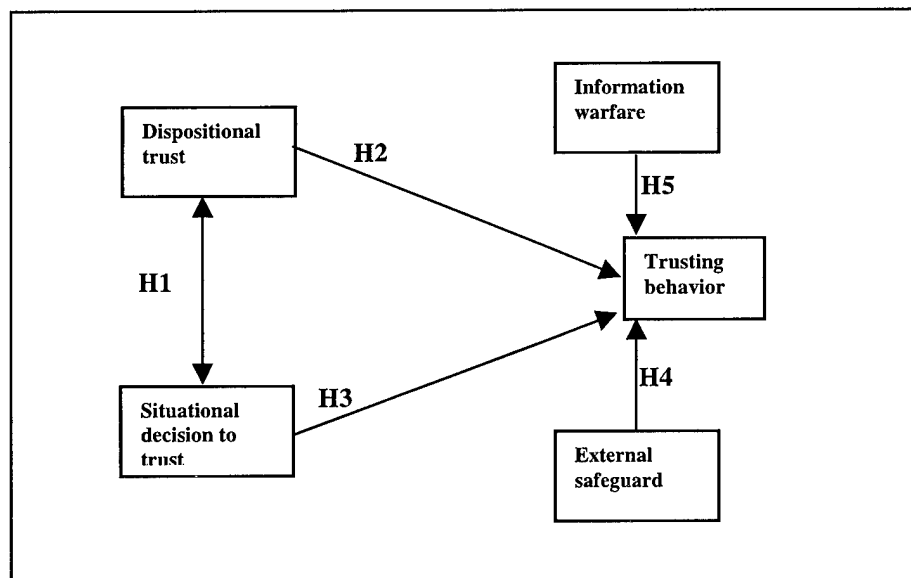 Information
warfare
Dispositional
trust
H2
H5
Trusting
behavior
H1
H3
H4
Situational
decision to
trust
External
safeguard